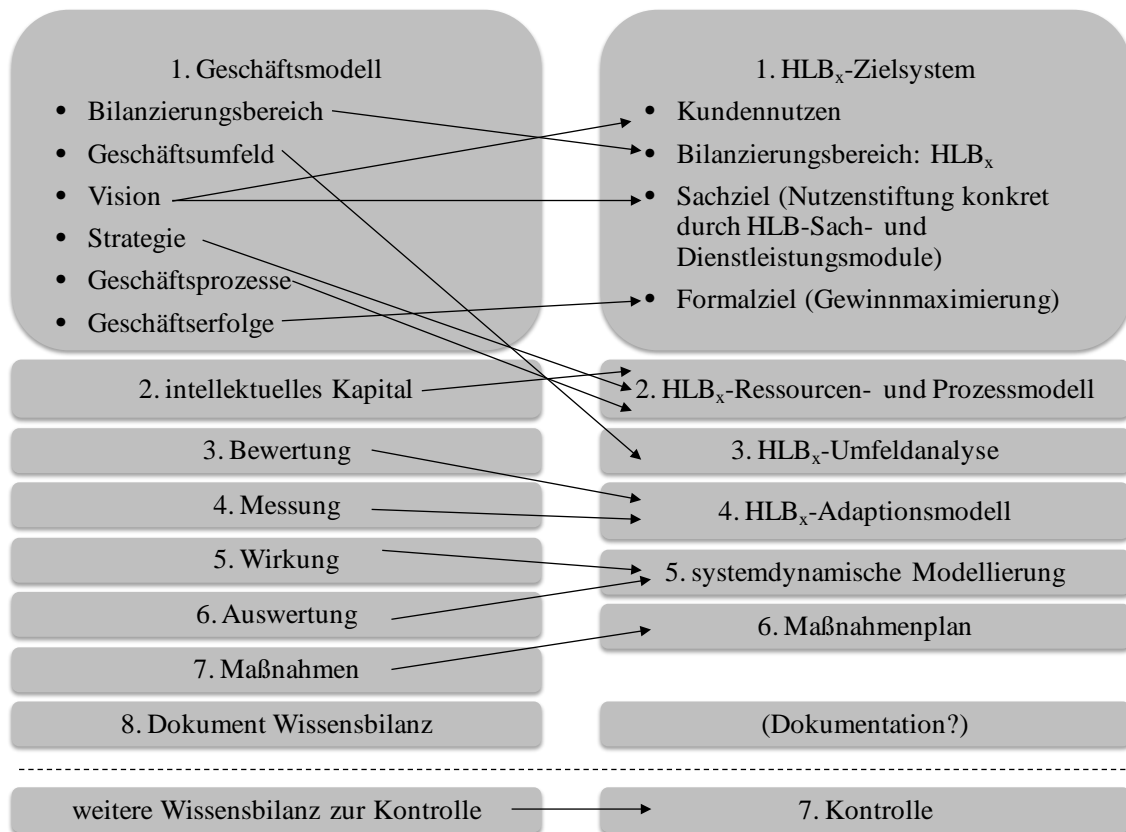 1. Geschäftsmodell
• Bilanzierungsbereich
• Geschäftsumfeld
• Vision
• Strategie
• Geschäftsprozesse
• Geschäftserfolge
2. intellektuelles Kapital
3. Bewertung
4. Messung
5. Wirkung
6. Auswertung
7. Maßnahmen
8. Dokument Wissensbilanz
weitere Wissensbilanz zur Kontrolle
1. HLBₓ-Zielsystem
• Kundennutzen
• Bilanzierungsbereich: HLBₓ
• Sachziel (Nutzenstiftung konkret
durch HLB-Sach- und
Dienstleistungsmodule)
• Formalziel (Gewinnmaximierung)
2. HLBₓ-Ressourcen- und Prozessmodell
3. HLBₓ-Umfeldanalyse
4. HLBₓ-Adaptionsmodell
5. systemdynamische Modellierung
6. Maßnahmenplan
(Dokumentation?)
7. Kontrolle